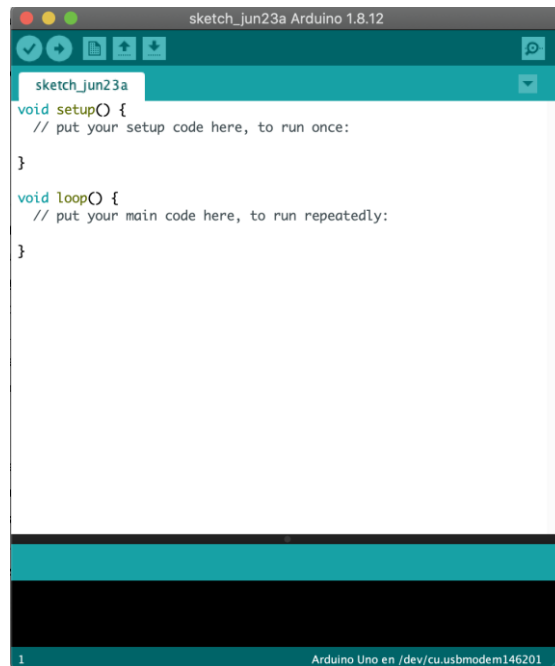 sketch_jun23a Arduino 1.8.12
sketch_jun23a
void setup() {
  // put your setup code here, to run once:
}
void loop() {
  // put your main code here, to run repeatedly:
}
1
Arduino Uno en /dev/cu.usbmodem146201